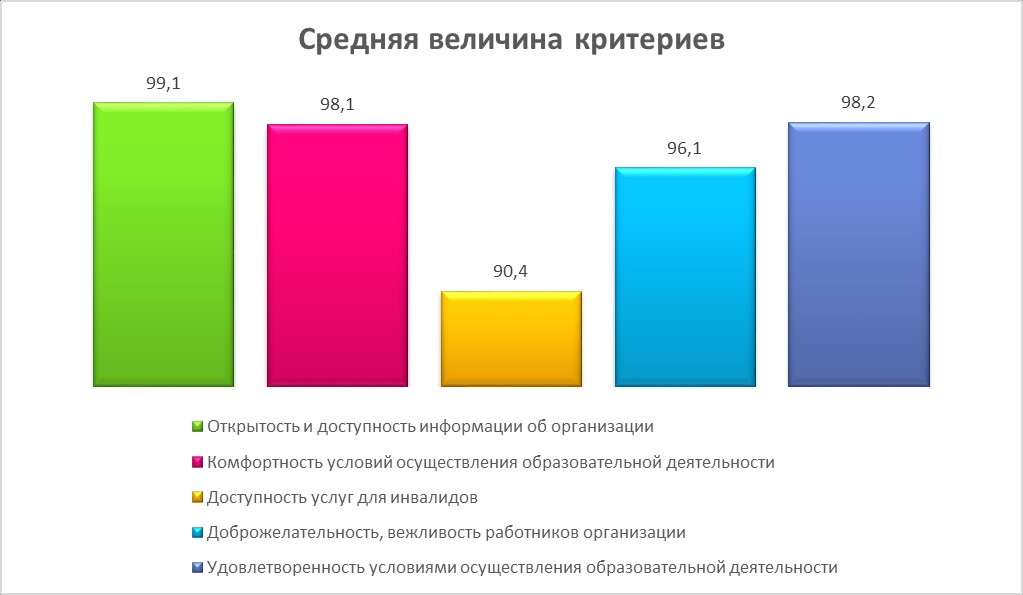 Средняя величина критериев
99,1
98,1
90,4
96,1
98,2
Открытость и доступность информации об организации
Комфортность условий осуществления образовательной деятельности
Доступность услуг для инвалидов
Доброжелательность, вежливость работников организации
Удовлетворенность условиями осуществления образовательной деятельности